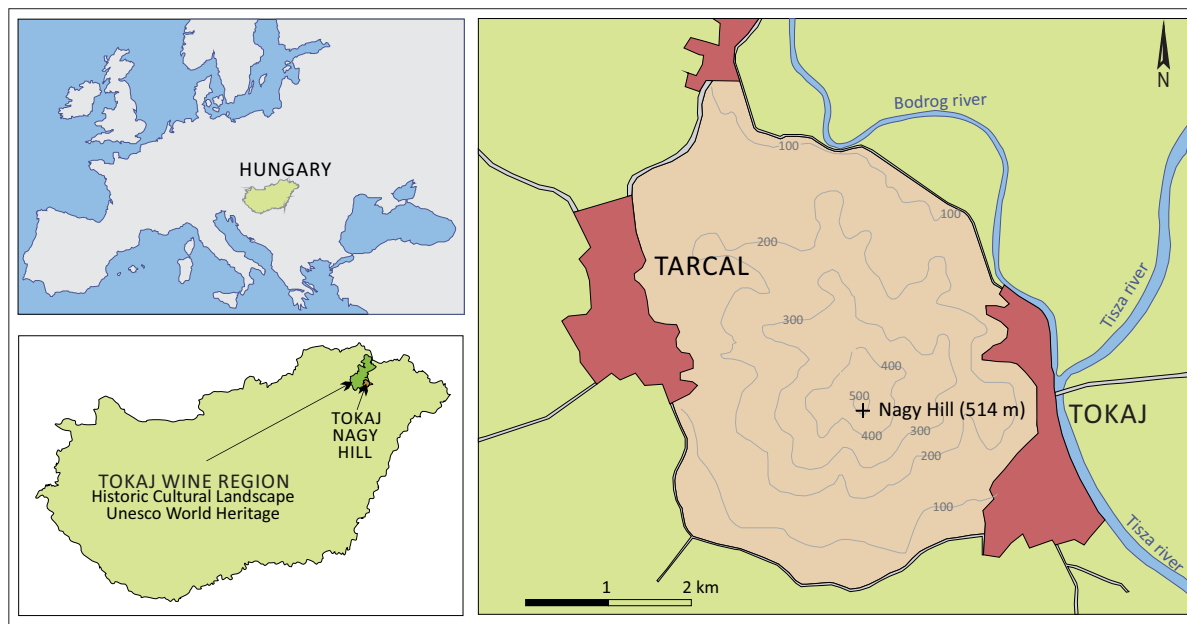 HUNGARY
TOKAJ
NAGY
HILL
TOKAJ WINE REGION
Historic Cultural Landscape
Unesco World Heritage
N
Bodrog river
100
100
200
TARCAL
Tisza river
300
400
500
Nagy Hill (514 m)
TOKAJ
400
300
200
100
Tisza river
1
2 km